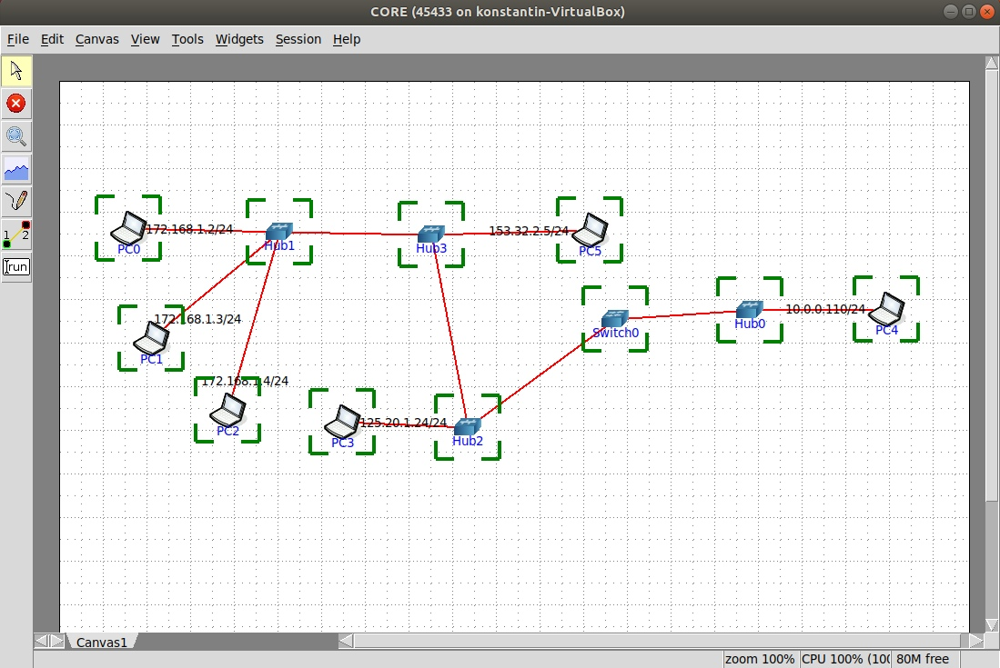 CORE (45433 on konstantin-VirtualBox)
File Edit Canvas View Tools Widgets Session Help
1 2
run
172.168.1.2/24
PC0
Hub1
Hub3
153.32.2.5/24
PC5
172.168.1.3/24
PC1
Switch0
Hub0
10.0.0.110/24
PC4
172.168.1.4/24
PC2
125.20.1.24/24
PC3
Hub2
Canvas1
zoom 100% CPU 100% (10( 80M free